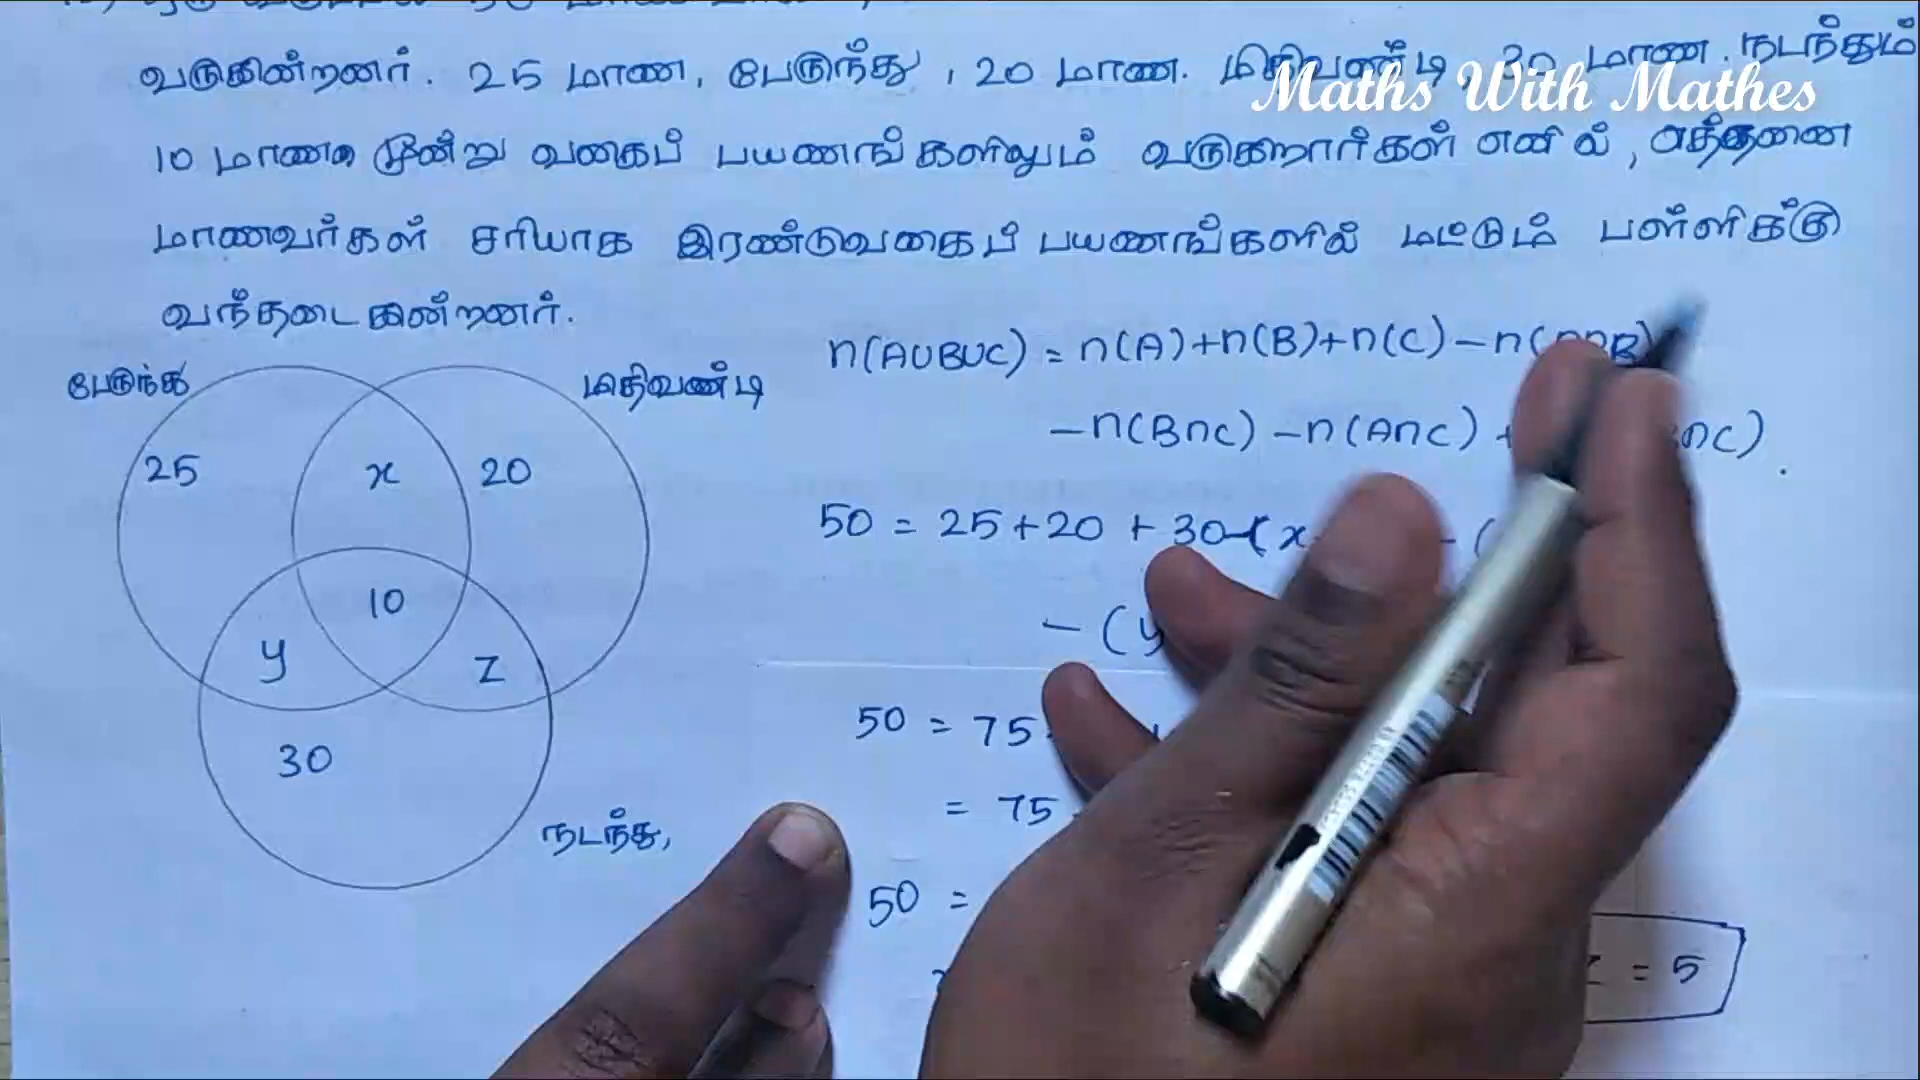 வருகின்றனர். 25 மாண, பேருந்து, 20 மாண. மிதிவண்டி, 30 மாண. நடந்தும்
Maths With Mathes
10 மாண மூன்று வகைப் பயணங்களிலும் வருகிறார்கள் எனில், எத்தனை
மாணவர்கள் சரியாக இரண்டுவகைப் பயணங்களில் மட்டும் பள்ளிக்கு
வந்தடைகின்றனர்.
பேருந்து
மிதிவண்டி
25
x
20
10
y
z
30
நடந்து,
n(A∪B∪C) = n(A)+n(B)+n(C)-n(A∩B)
-n(B∩C) -n(A∩C) + ∩C).
50 = 25+20+30-(x - (
- (y
50 = 75
= 75
50 =
z = 5